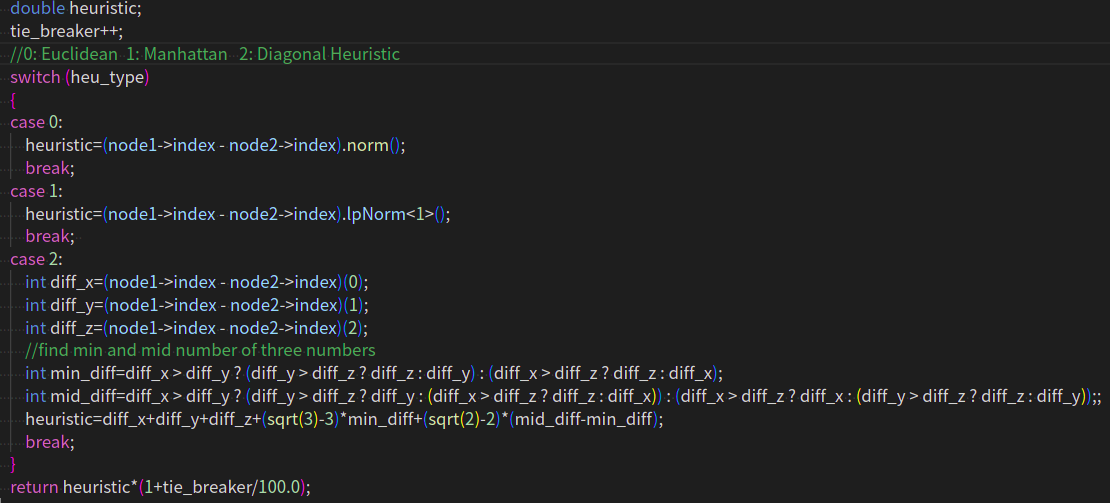 double heuristic;
tie_breaker++;
//0: Euclidean  1: Manhattan   2: Diagonal Heuristic
switch (heu_type)
{
case 0:
    heuristic=(node1->index - node2->index).norm();
    break;
case 1:
    heuristic=(node1->index - node2->index).lpNorm<1>();
    break;
case 2:
    int diff_x=(node1->index - node2->index)(0);
    int diff_y=(node1->index - node2->index)(1);
    int diff_z=(node1->index - node2->index)(2);
    //find min and mid number of three numbers
    int min_diff=diff_x > diff_y ? (diff_y > diff_z ? diff_z : diff_y) : (diff_x > diff_z ? diff_z : diff_x);
    int mid_diff=diff_x > diff_y ? (diff_y > diff_z ? diff_y : (diff_x > diff_z ? diff_z : diff_x)) : (diff_x > diff_z ? diff_x : (diff_y > diff_z ? diff_z : diff_y));;
    heuristic=diff_x+diff_y+diff_z+(sqrt(3)-3)*min_diff+(sqrt(2)-2)*(mid_diff-min_diff);
    break;
}
return heuristic*(1+tie_breaker/100.0);